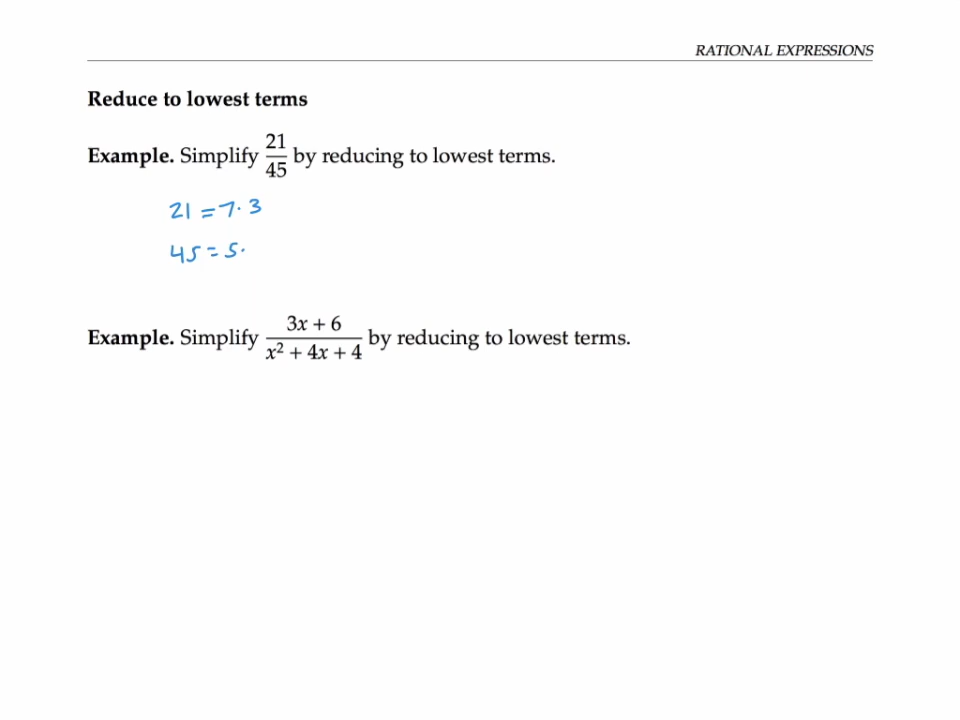 RATIONAL EXPRESSIONS
Reduce to lowest terms
Example. Simplify 21/45 by reducing to lowest terms.
21 = 7 · 3
45 = 5 ·
Example. Simplify (3x + 6)/(x² + 4x + 4) by reducing to lowest terms.